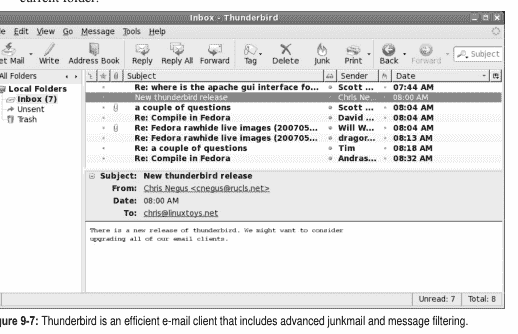 current folder.
Inbox - Thunderbird
le Edit View Go Message Tools Help
et Mail Write Address Book Reply Reply All Forward Tag Delete Junk Print Back Forward Subject
All Folders Subject Sender Date
Local Folders
Inbox (7)
Unsent
Trash
Re: where is the apache gui interface fo... Scott ... 07:44 AM
New thunderbird release Chris Ne... 08:00 AM
a couple of questions Scott ... 08:04 AM
Re: Compile in Fedora David ... 08:04 AM
Re: Fedora rawhide live images (200705... Will W... 08:04 AM
Re: Fedora rawhide live images (200705... dragor... 08:13 AM
Re: a couple of questions Tim 08:18 AM
Re: Compile in Fedora Andras... 08:32 AM
Subject: New thunderbird release
From: Chris Negus <cnegus@rucls.net>
Date: 08:00 AM
To: chris@linuxtoys.net
There is a new release of thunderbird. We might want to consider
upgrading all of our email clients.
Unread: 7 Total: 8
gure 9-7: Thunderbird is an efficient e-mail client that includes advanced junkmail and message filtering.